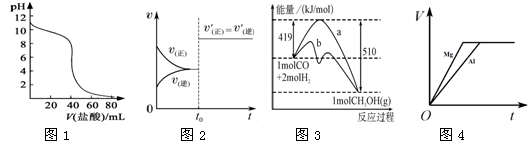 pH
12
10
8
6
4
2
0 20 40 60 80
V(盐酸)/mL
图1
v
v(正)
v(逆)
v'(正)=v'(逆)
0 t₀ t
图2
能量/(kJ/mol)
419
a
b
510
1molCO
+2molH₂
1molCH₃OH(g)
反应过程
图3
V
Mg
Al
O t
图4